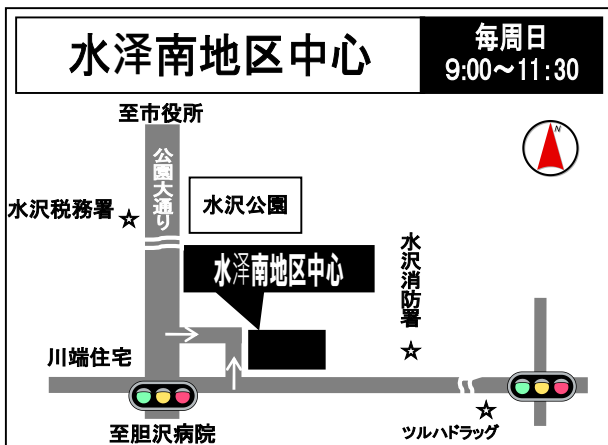 水泽南地区中心
每周日
9:00～11:30
至市役所
N
公園大通り
水沢税務署
水沢公園
水泽南地区中心
水沢消防署
川端住宅
至胆沢病院
ツルハドラッグ